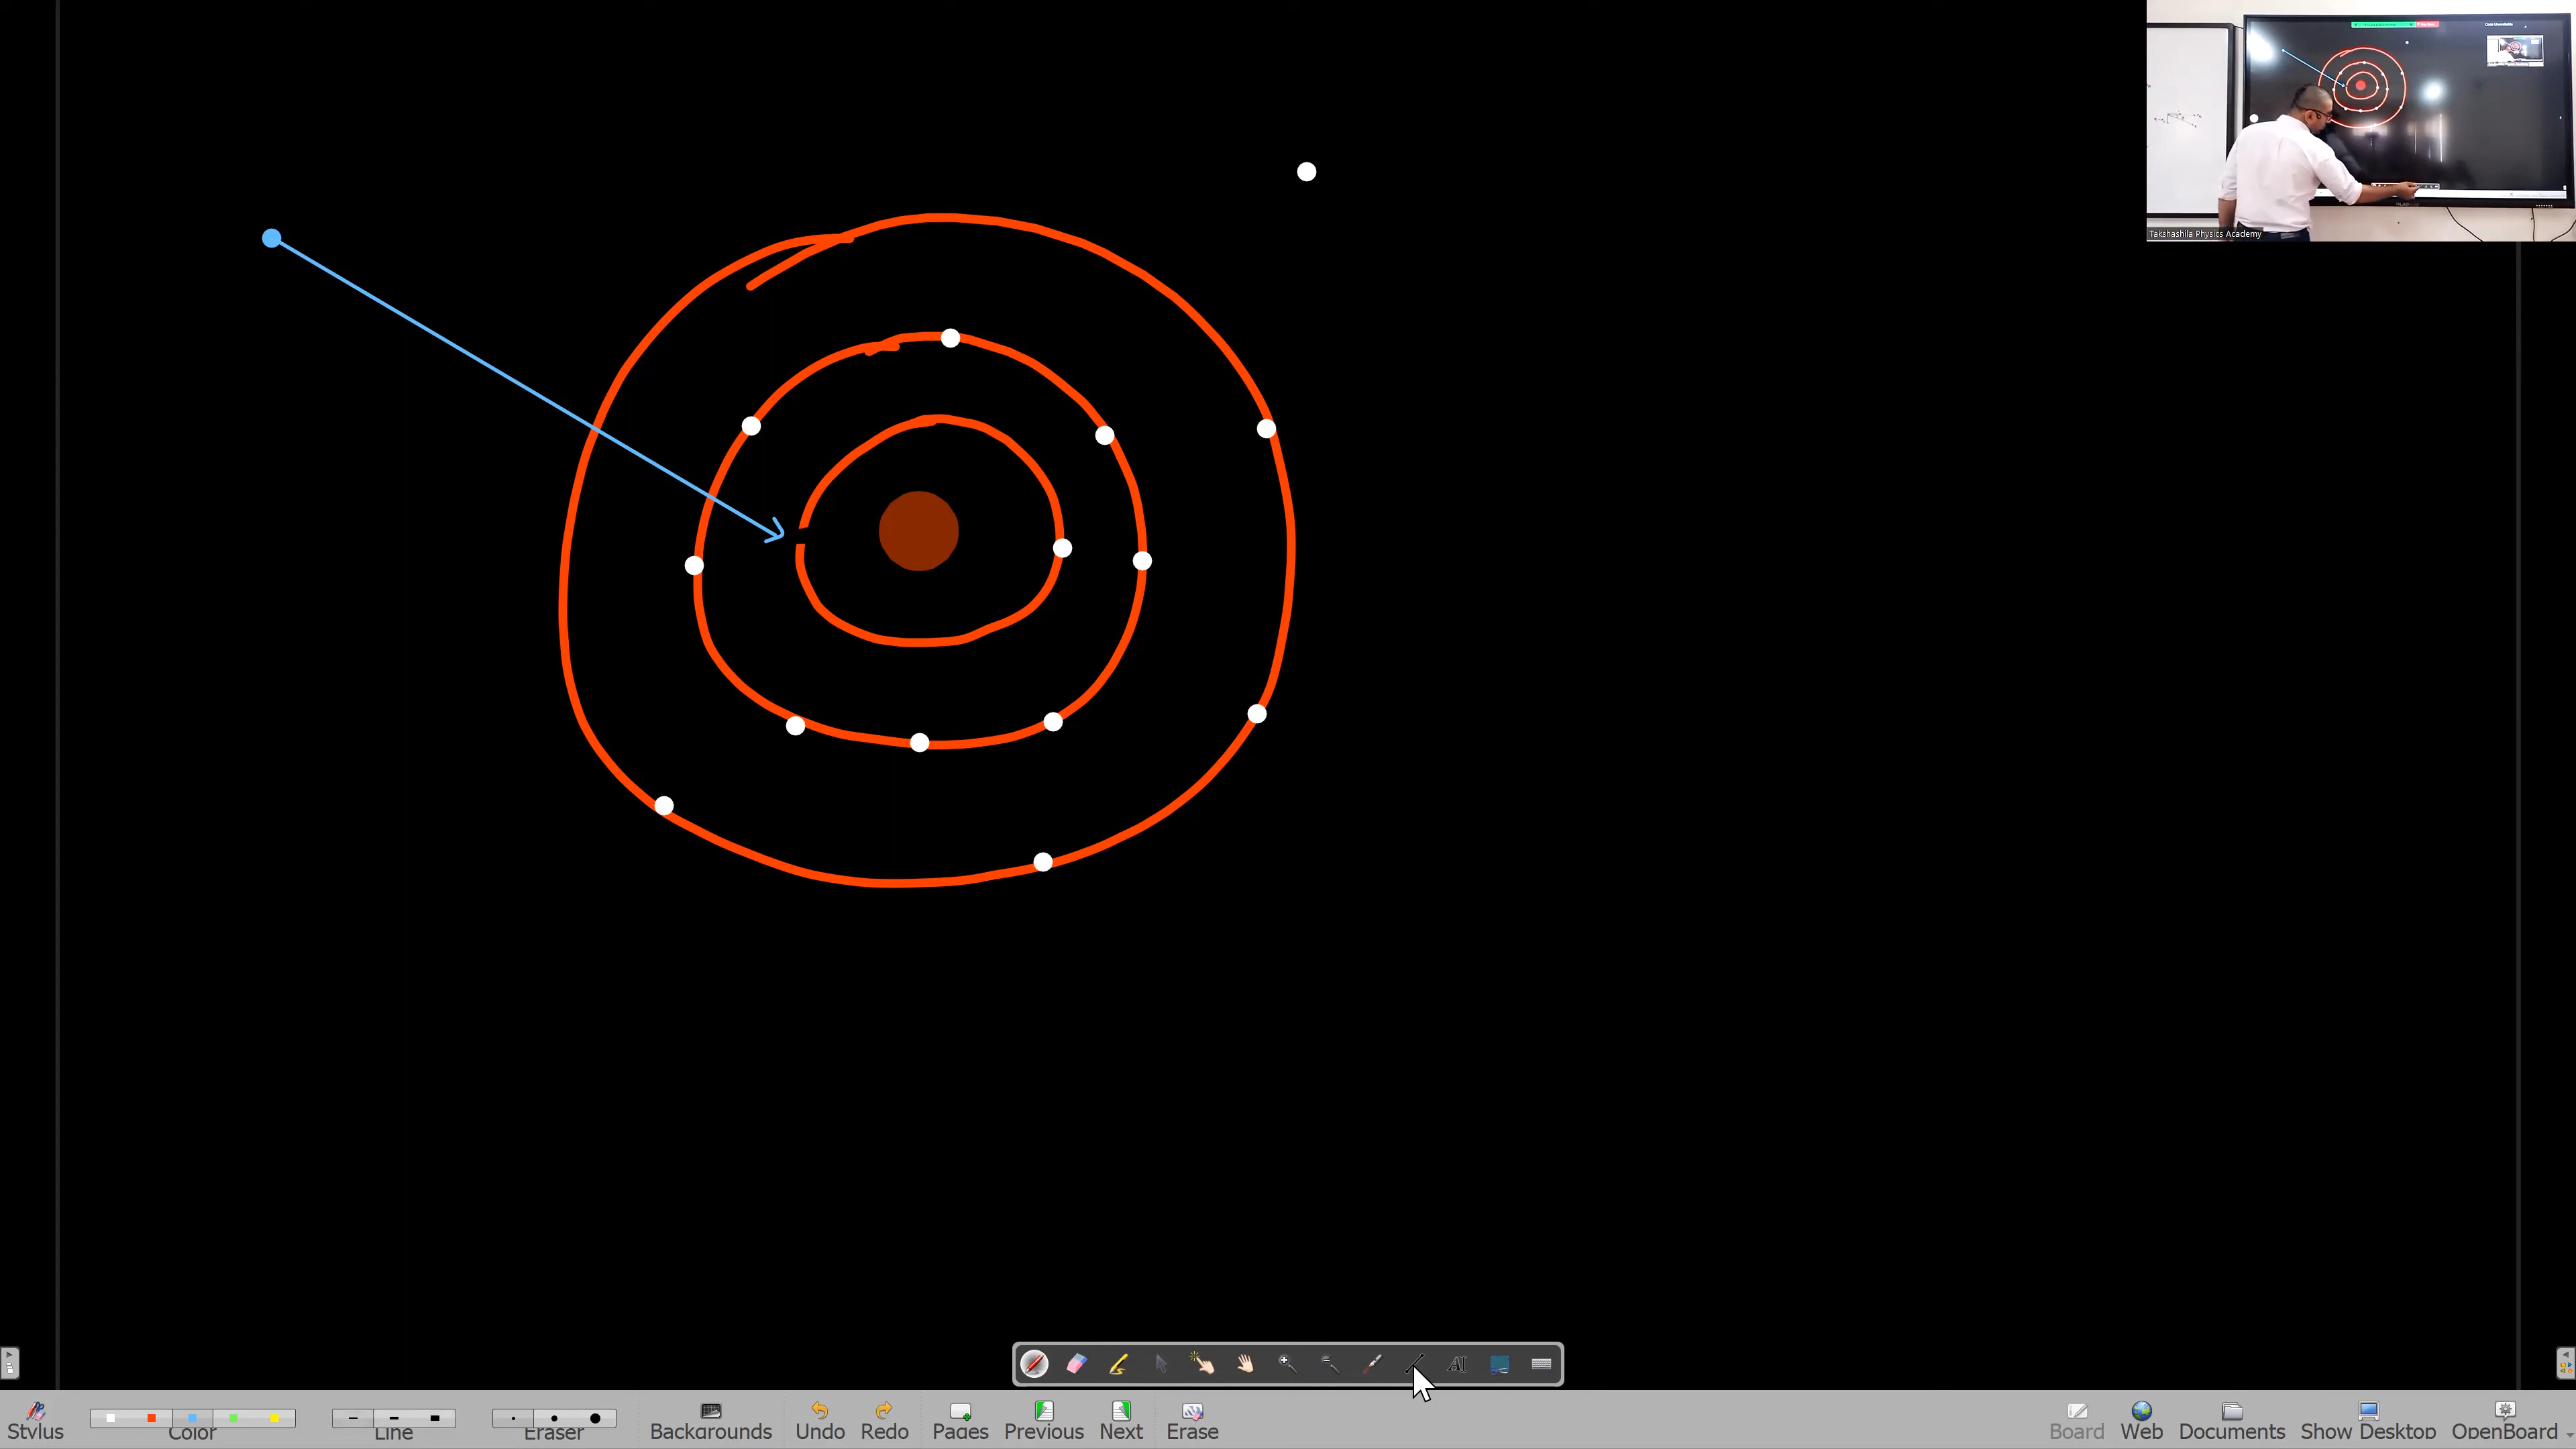 Takshashila Physics Academy
AI
Stylus
Color
Line
Eraser
Backgrounds
Undo
Redo
Pages
Previous
Next
Erase
Board
Web
Documents
Show Desktop
OpenBoard